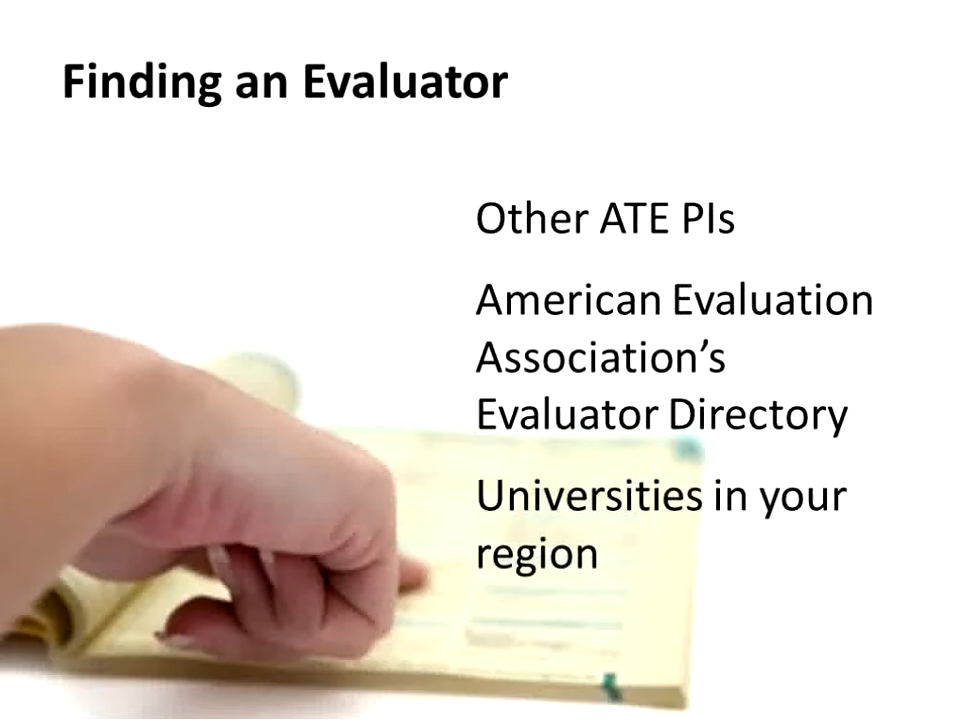 Finding an Evaluator
Other ATE PIs
American Evaluation
Association’s
Evaluator Directory
Universities in your
region